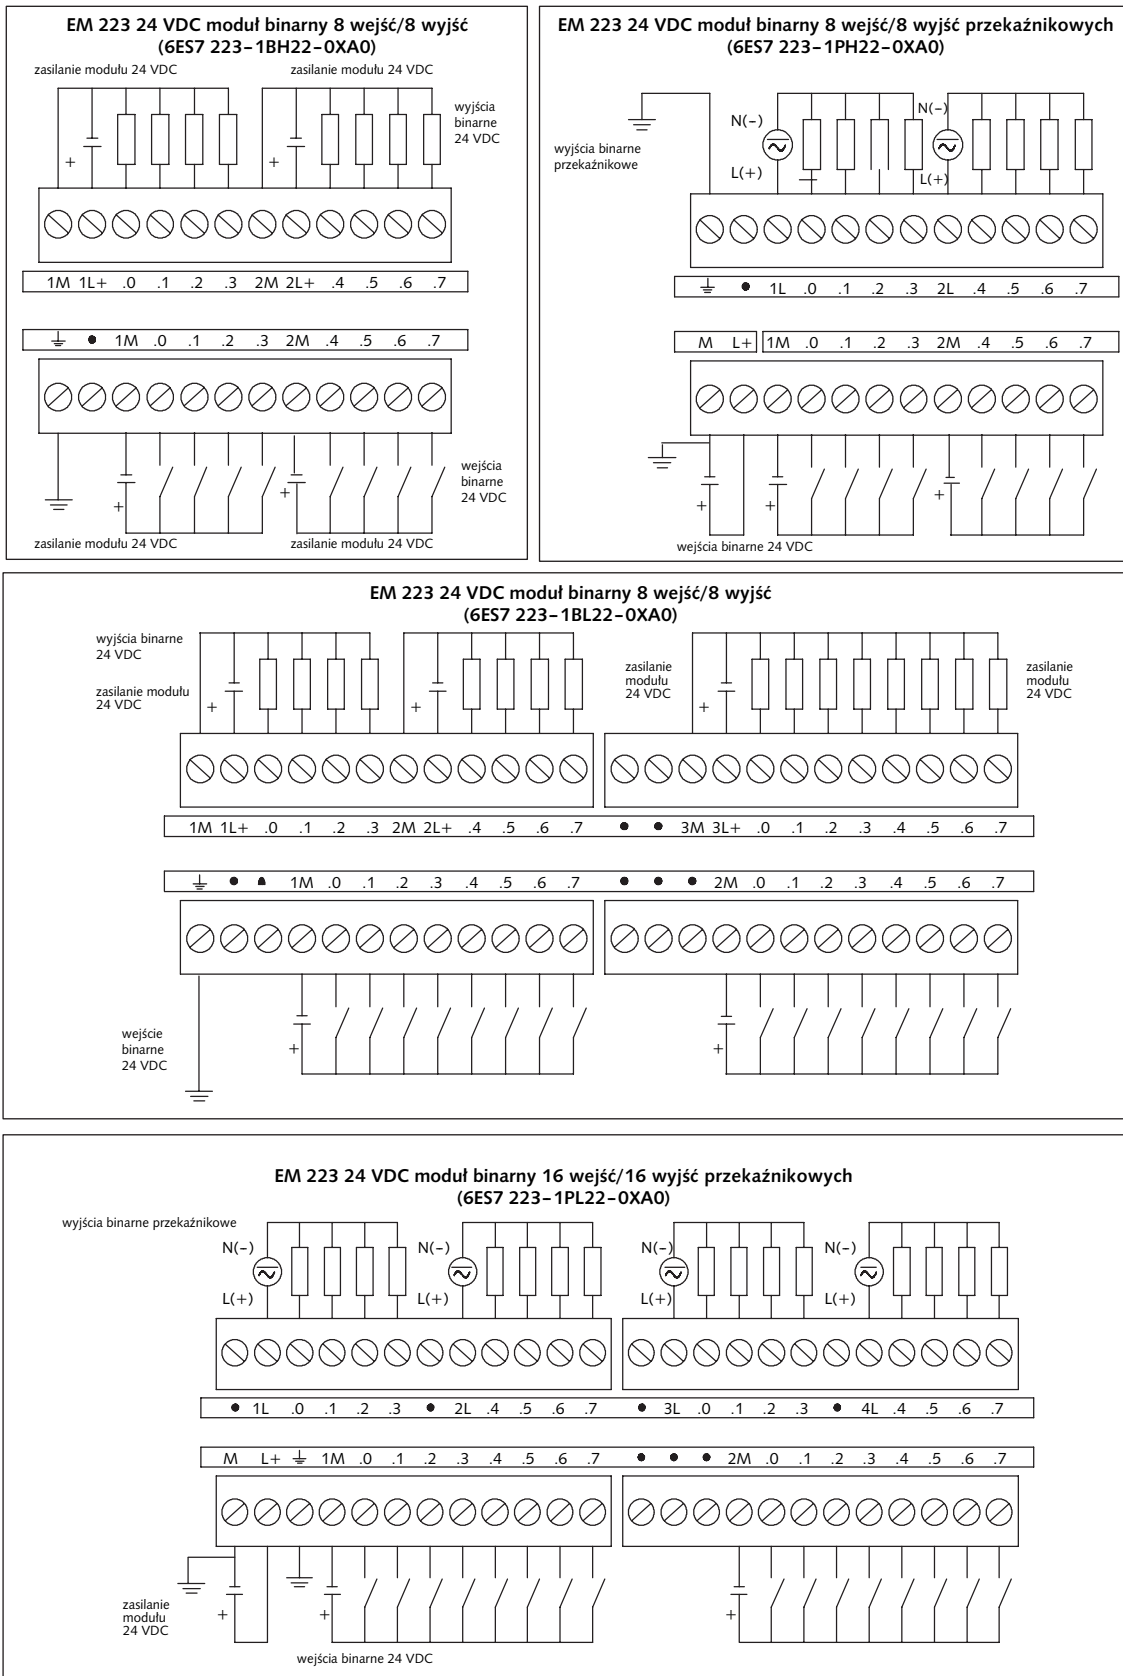 EM 223 24 VDC moduł binarny 8 wejść/8 wyjść
(6ES7 223-1BH22-0XA0)
zasilanie modułu 24 VDC
zasilanie modułu 24 VDC
wyjścia
binarne
24 VDC
+
+
1M 1L+ .0 .1 .2 .3 2M 2L+ .4 .5 .6 .7
1M .0 .1 .2 .3 2M .4 .5 .6 .7
+
+
wejścia
binarne
24 VDC
zasilanie modułu 24 VDC
zasilanie modułu 24 VDC
EM 223 24 VDC moduł binarny 8 wejść/8 wyjść przekaźnikowych
(6ES7 223-1PH22-0XA0)
N(-)
N(-)
wyjścia binarne
przekaźnikowe
L(+)
L(+)
1L .0 .1 .2 .3 2L .4 .5 .6 .7
M L+ 1M .0 .1 .2 .3 2M .4 .5 .6 .7
+
+
+
wejścia binarne 24 VDC
EM 223 24 VDC moduł binarny 8 wejść/8 wyjść
(6ES7 223-1BL22-0XA0)
wyjścia binarne
24 VDC
zasilanie modułu
24 VDC
zasilanie
modułu
24 VDC
zasilanie
modułu
24 VDC
+
+
+
1M 1L+ .0 .1 .2 .3 2M 2L+ .4 .5 .6 .7 3M 3L+ .0 .1 .2 .3 .4 .5 .6 .7
1M .0 .1 .2 .3 .4 .5 .6 .7 2M .0 .1 .2 .3 .4 .5 .6 .7
wejście
binarne
24 VDC
+
+
EM 223 24 VDC moduł binarny 16 wejść/16 wyjść przekaźnikowych
(6ES7 223-1PL22-0XA0)
wyjścia binarne przekaźnikowe
N(-) N(-) N(-) N(-)
L(+) L(+) L(+) L(+)
1L .0 .1 .2 .3 2L .4 .5 .6 .7 3L .0 .1 .2 .3 4L .4 .5 .6 .7
M L+ 1M .0 .1 .2 .3 .4 .5 .6 .7 2M .0 .1 .2 .3 .4 .5 .6 .7
zasilanie
modułu
24 VDC
+
+
+
wejścia binarne 24 VDC